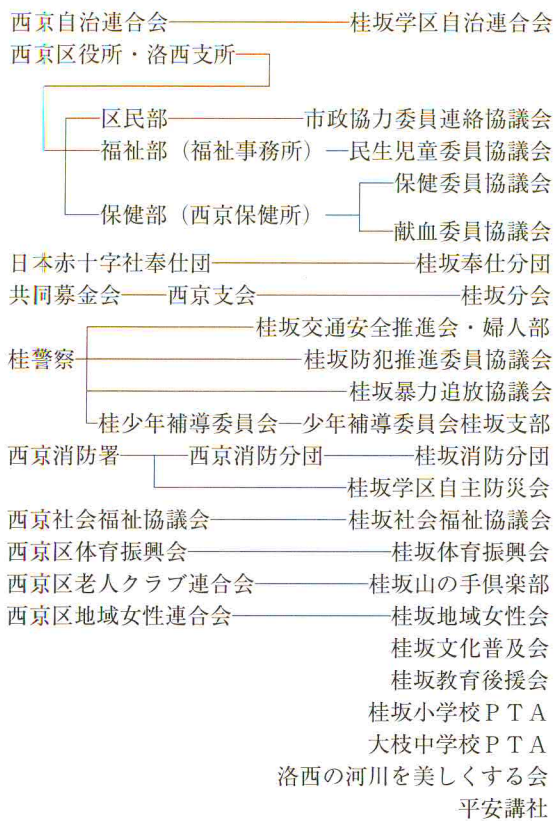 西京自治連合会 桂坂学区自治連合会
西京区役所・洛西支所
区民部 市政協力委員連絡協議会
福祉部（福祉事務所） 民生児童委員協議会
保健委員協議会
保健部（西京保健所）
献血委員協議会
日本赤十字社奉仕団 桂坂奉仕分団
共同募金会 西京支会 桂坂分会
桂坂交通安全推進会・婦人部
桂警察 桂坂防犯推進委員協議会
桂坂暴力追放協議会
桂少年補導委員会 少年補導委員会桂坂支部
西京消防署 西京消防分団 桂坂消防分団
桂坂学区自主防災会
西京社会福祉協議会 桂坂社会福祉協議会
西京区体育振興会 桂坂体育振興会
西京区老人クラブ連合会 桂坂山の手倶楽部
西京区地域女性連合会 桂坂地域女性会
桂坂文化普及会
桂坂教育後援会
桂坂小学校ＰＴＡ
大枝中学校ＰＴＡ
洛西の河川を美しくする会
平安講社